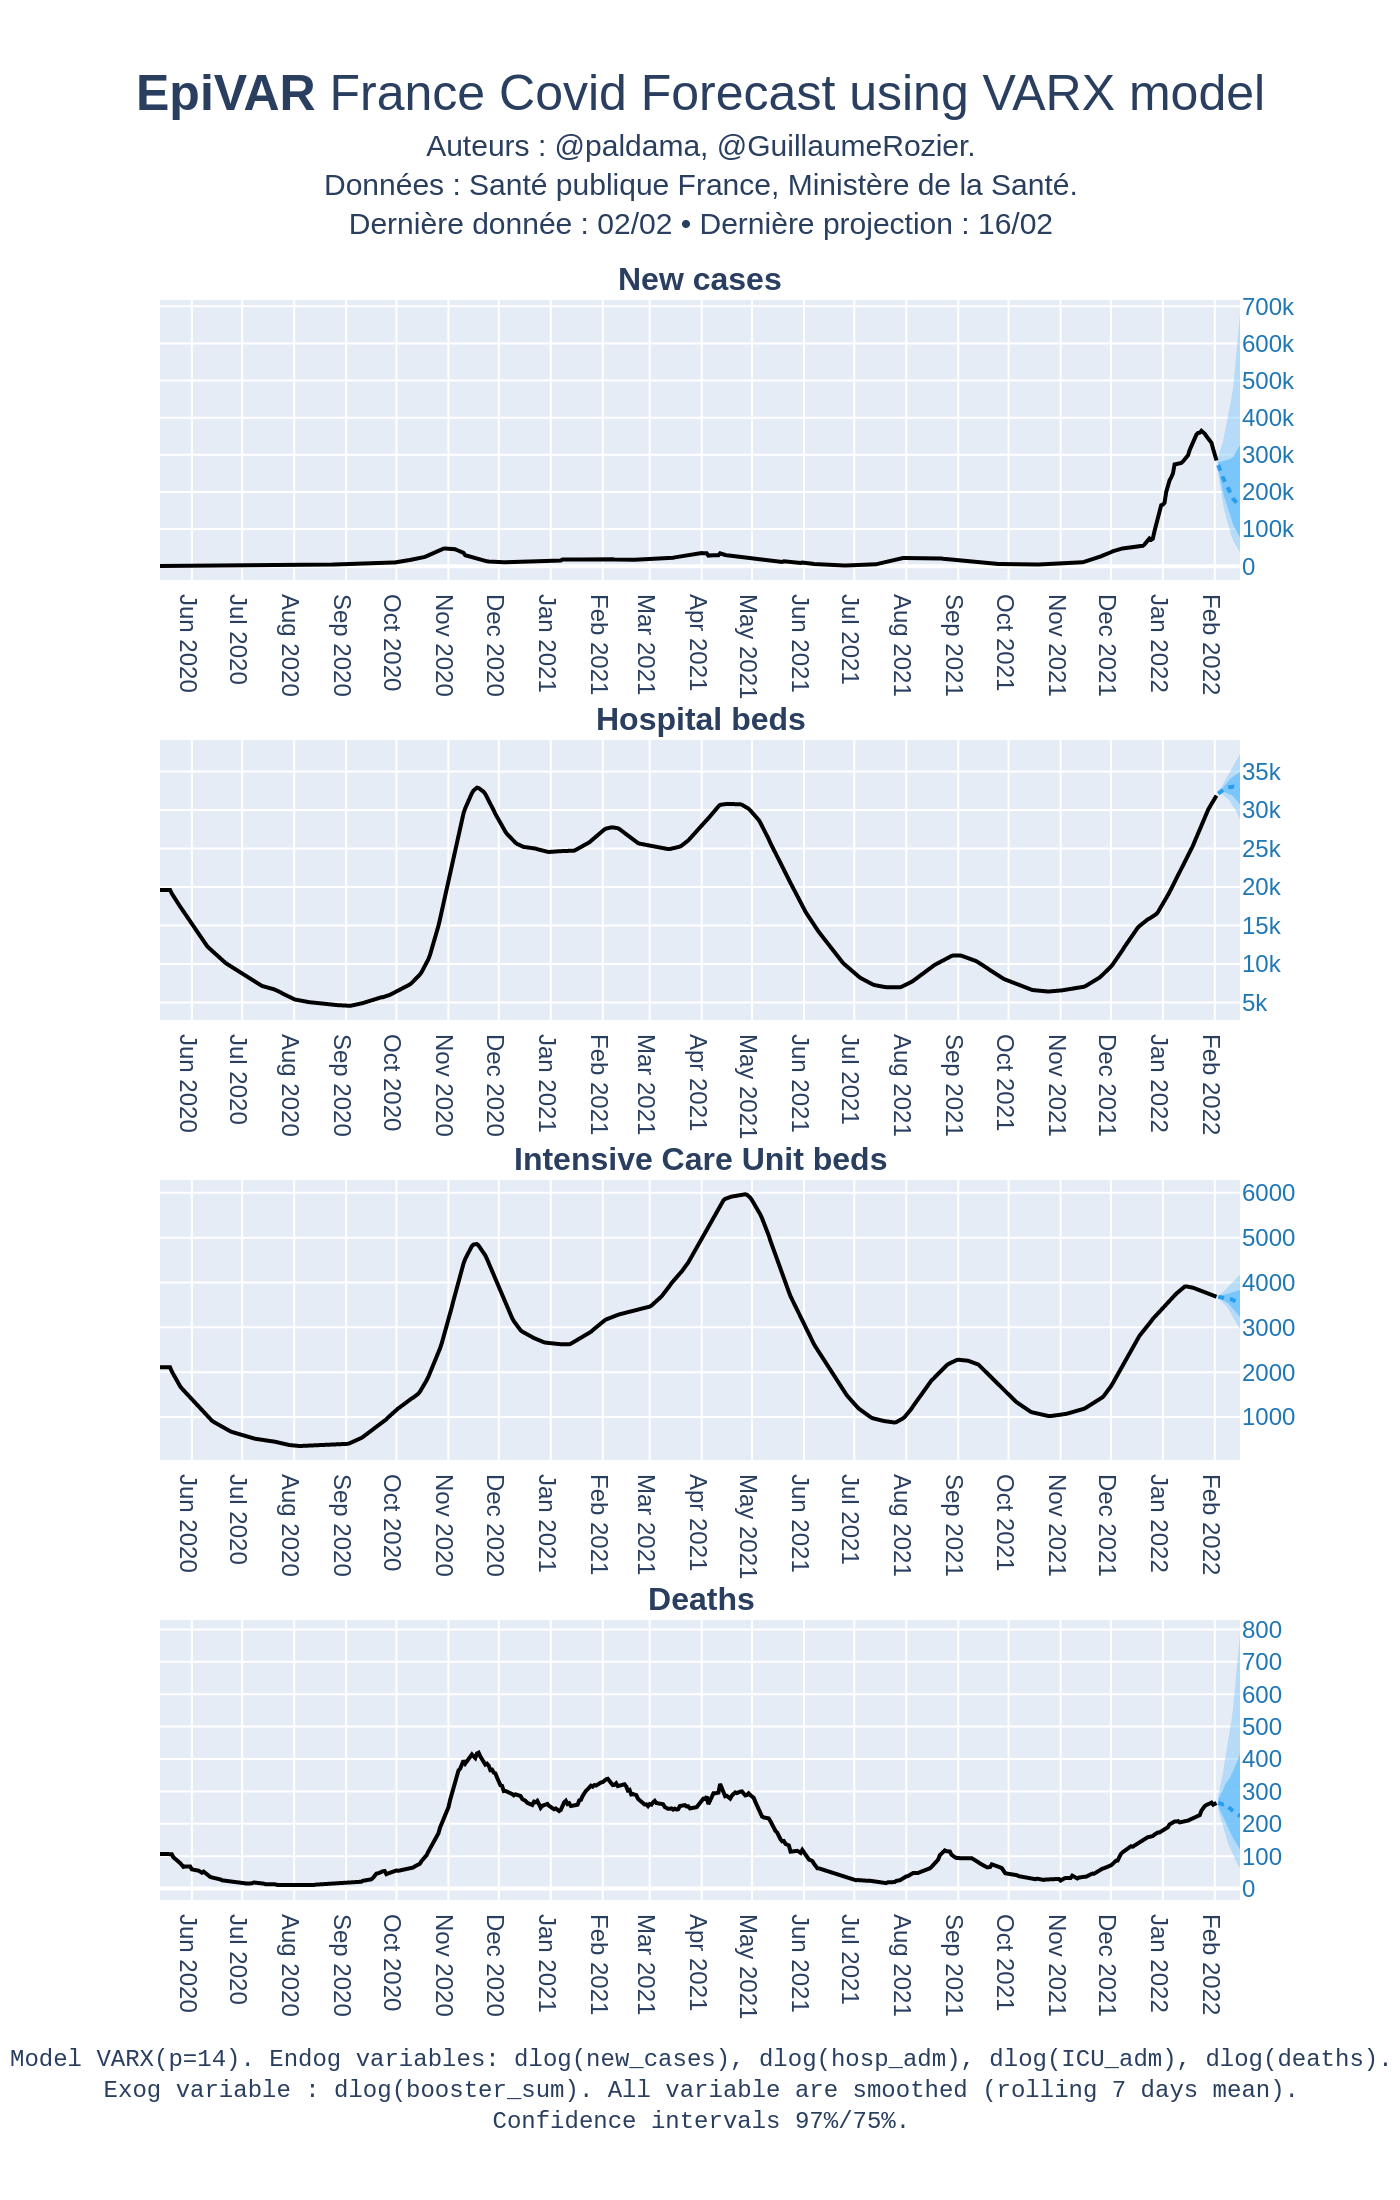 EpiVAR France Covid Forecast using VARX model
Auteurs : @paldama, @GuillaumeRozier.
Données : Santé publique France, Ministère de la Santé.
Dernière donnée : 02/02 • Dernière projection : 16/02
New cases
700k
600k
500k
400k
300k
200k
100k
0
Jun 2020 Jul 2020 Aug 2020 Sep 2020 Oct 2020 Nov 2020 Dec 2020 Jan 2021 Feb 2021 Mar 2021 Apr 2021 May 2021 Jun 2021 Jul 2021 Aug 2021 Sep 2021 Oct 2021 Nov 2021 Dec 2021 Jan 2022 Feb 2022
Hospital beds
35k
30k
25k
20k
15k
10k
5k
Jun 2020 Jul 2020 Aug 2020 Sep 2020 Oct 2020 Nov 2020 Dec 2020 Jan 2021 Feb 2021 Mar 2021 Apr 2021 May 2021 Jun 2021 Jul 2021 Aug 2021 Sep 2021 Oct 2021 Nov 2021 Dec 2021 Jan 2022 Feb 2022
Intensive Care Unit beds
6000
5000
4000
3000
2000
1000
Jun 2020 Jul 2020 Aug 2020 Sep 2020 Oct 2020 Nov 2020 Dec 2020 Jan 2021 Feb 2021 Mar 2021 Apr 2021 May 2021 Jun 2021 Jul 2021 Aug 2021 Sep 2021 Oct 2021 Nov 2021 Dec 2021 Jan 2022 Feb 2022
Deaths
800
700
600
500
400
300
200
100
0
Jun 2020 Jul 2020 Aug 2020 Sep 2020 Oct 2020 Nov 2020 Dec 2020 Jan 2021 Feb 2021 Mar 2021 Apr 2021 May 2021 Jun 2021 Jul 2021 Aug 2021 Sep 2021 Oct 2021 Nov 2021 Dec 2021 Jan 2022 Feb 2022
Model VARX(p=14). Endog variables: dlog(new_cases), dlog(hosp_adm), dlog(ICU_adm), dlog(deaths).
Exog variable : dlog(booster_sum). All variable are smoothed (rolling 7 days mean).
Confidence intervals 97%/75%.